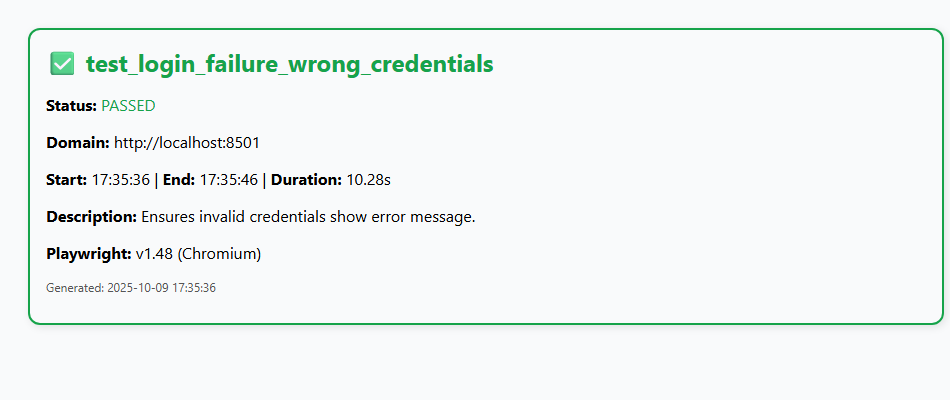 test_login_failure_wrong_credentials
Status: PASSED
Domain: http://localhost:8501
Start: 17:35:36 | End: 17:35:46 | Duration: 10.28s
Description: Ensures invalid credentials show error message.
Playwright: v1.48 (Chromium)
Generated: 2025-10-09 17:35:36